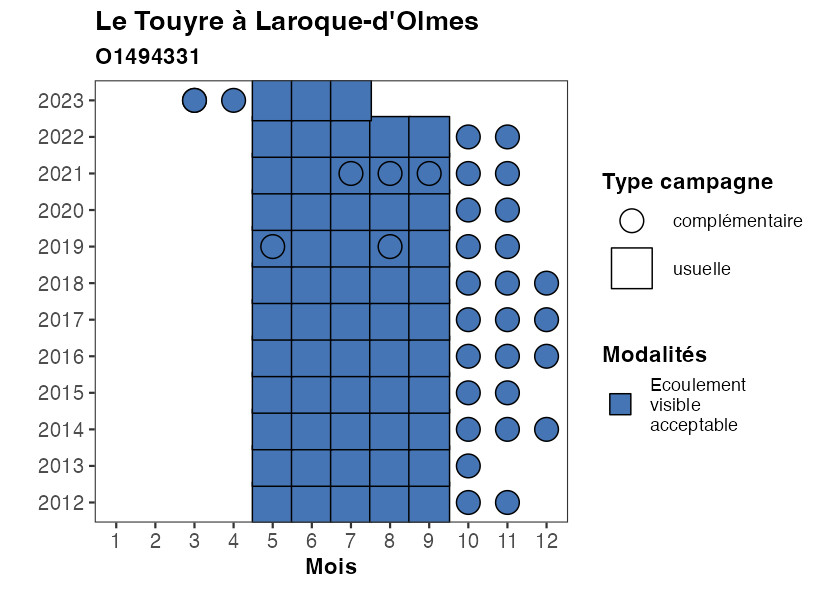 Le Touyre à Laroque-d'Olmes
O1494331
2023
2022
2021
2020
2019
2018
2017
2016
2015
2014
2013
2012
1 2 3 4 5 6 7 8 9 10 11 12
Mois
Type campagne
complémentaire
usuelle
Modalités
Ecoulement
visible
acceptable